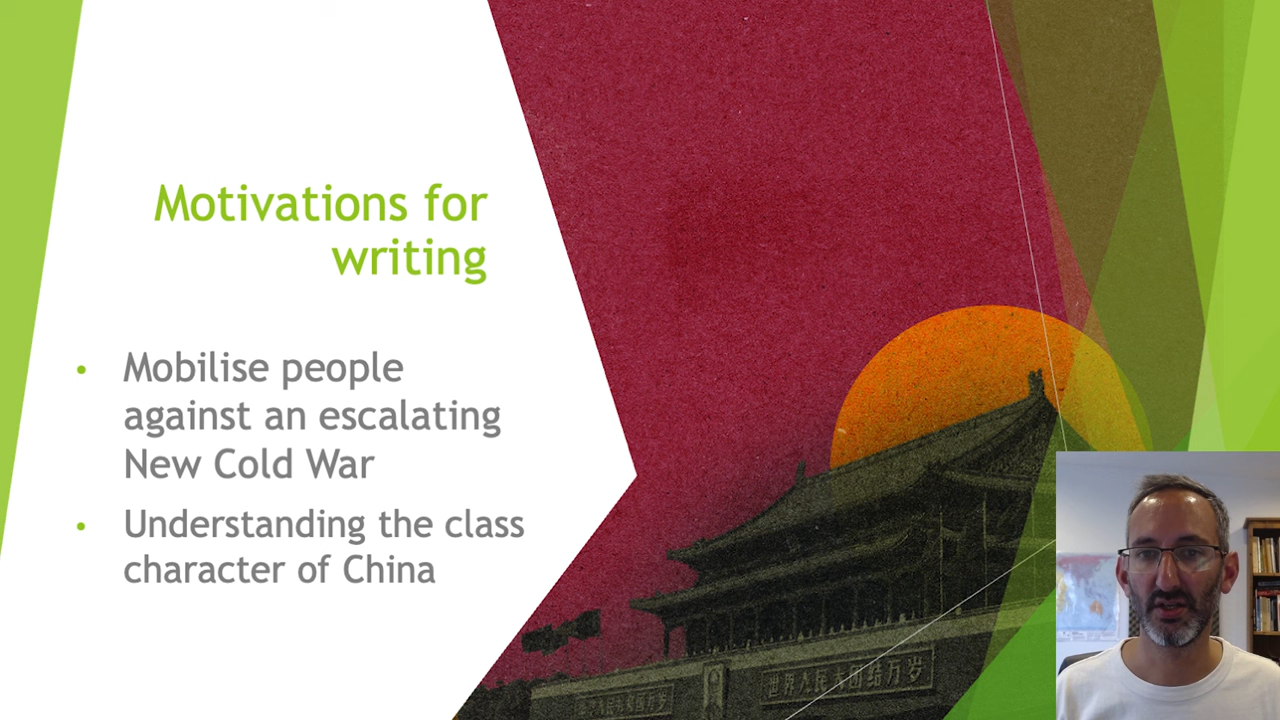 Motivations for
writing
• Mobilise people
against an escalating
New Cold War
• Understanding the class
character of China
世界人民大团结万岁